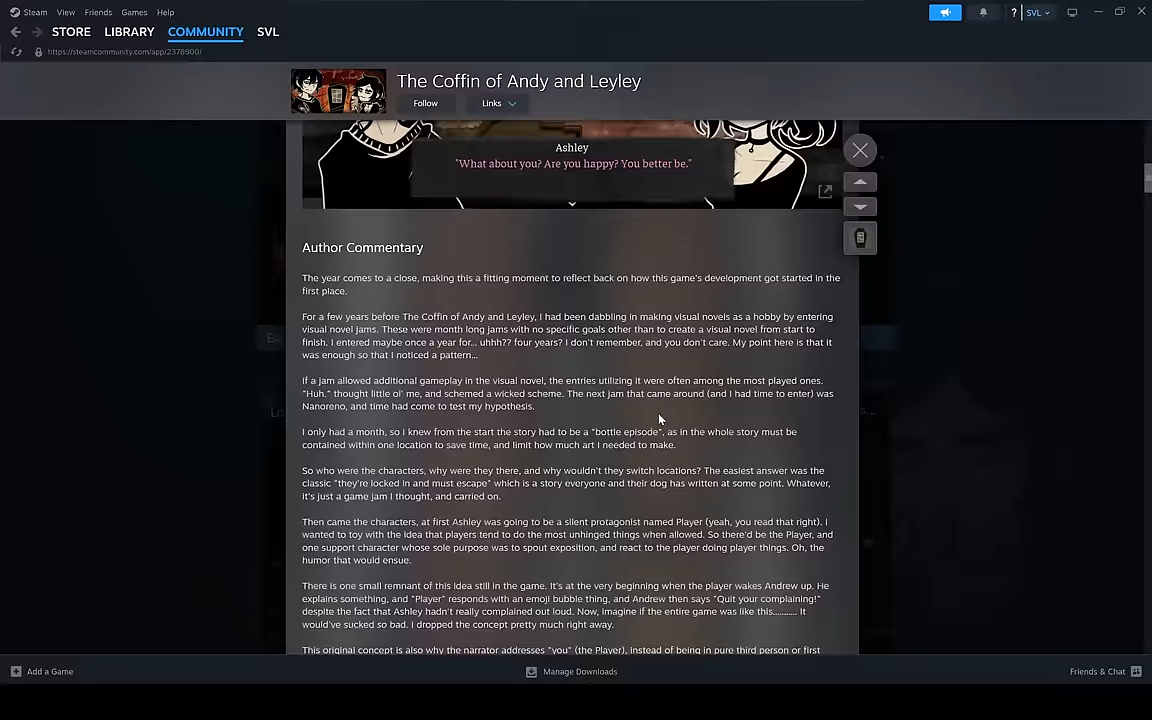 Steam View Friends Games Help
? SVL
STORE LIBRARY COMMUNITY SVL
https://steamcommunity.com/app/2378900/
The Coffin of Andy and Leyley
Follow Links
Ashley
"What about you? Are you happy? You better be."
Author Commentary
The year comes to a close, making this a fitting moment to reflect back on how this game's development got started in the
first place.
For a few years before The Coffin of Andy and Leyley, I had been dabbling in making visual novels as a hobby by entering
visual novel jams. These were month long jams with no specific goals other than to create a visual novel from start to
finish. I entered maybe once a year for... uhhh?? four years? I don't remember, and you don't care. My point here is that it
was enough so that I noticed a pattern...
If a jam allowed additional gameplay in the visual novel, the entries utilizing it were often among the most played ones.
"Huh." thought little ol' me, and schemed a wicked scheme. The next jam that came around (and I had time to enter) was
Nanoreno, and time had come to test my hypothesis.
I only had a month, so I knew from the start the story had to be a "bottle episode", as in the whole story must be
contained within one location to save time, and limit how much art I needed to make.
So who were the characters, why were they there, and why wouldn't they switch locations? The easiest answer was the
classic "they're locked in and must escape" which is a story everyone and their dog has written at some point. Whatever,
it's just a game jam I thought, and carried on.
Then came the characters, at first Ashley was going to be a silent protagonist named Player (yeah, you read that right). I
wanted to toy with the idea that players tend to do the most unhinged things when allowed. So there'd be the Player, and
one support character whose sole purpose was to spout exposition, and react to the player doing player things. Oh, the
humor that would ensue.
There is one small remnant of this idea still in the game. It's at the very beginning when the player wakes Andrew up. He
explains something, and "Player" responds with an emoji bubble thing, and Andrew then says "Quit your complaining!"
despite the fact that Ashley hadn't really complained out loud. Now, imagine if the entire game was like this.......... It
would've sucked so bad. I dropped the concept pretty much right away.
This original concept is also why the narrator addresses "you" (the Player), instead of being in pure third person or first
Add a Game Manage Downloads Friends & Chat